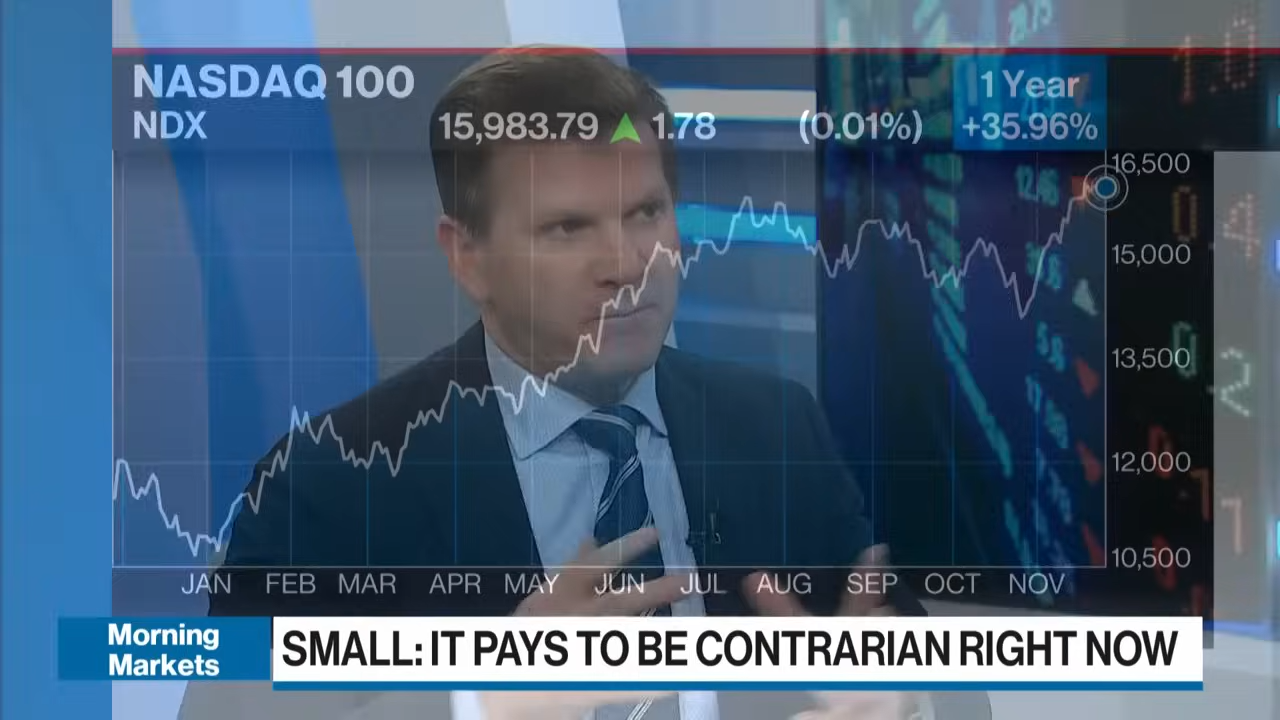 NASDAQ 100
1 Year
NDX
15,983.79 ▲ 1.78 (0.01%)
+35.96%
16,500
15,000
13,500
12,000
10,500
JAN FEB MAR APR MAY JUN JUL AUG SEP OCT NOV
Morning
Markets
SMALL: IT PAYS TO BE CONTRARIAN RIGHT NOW